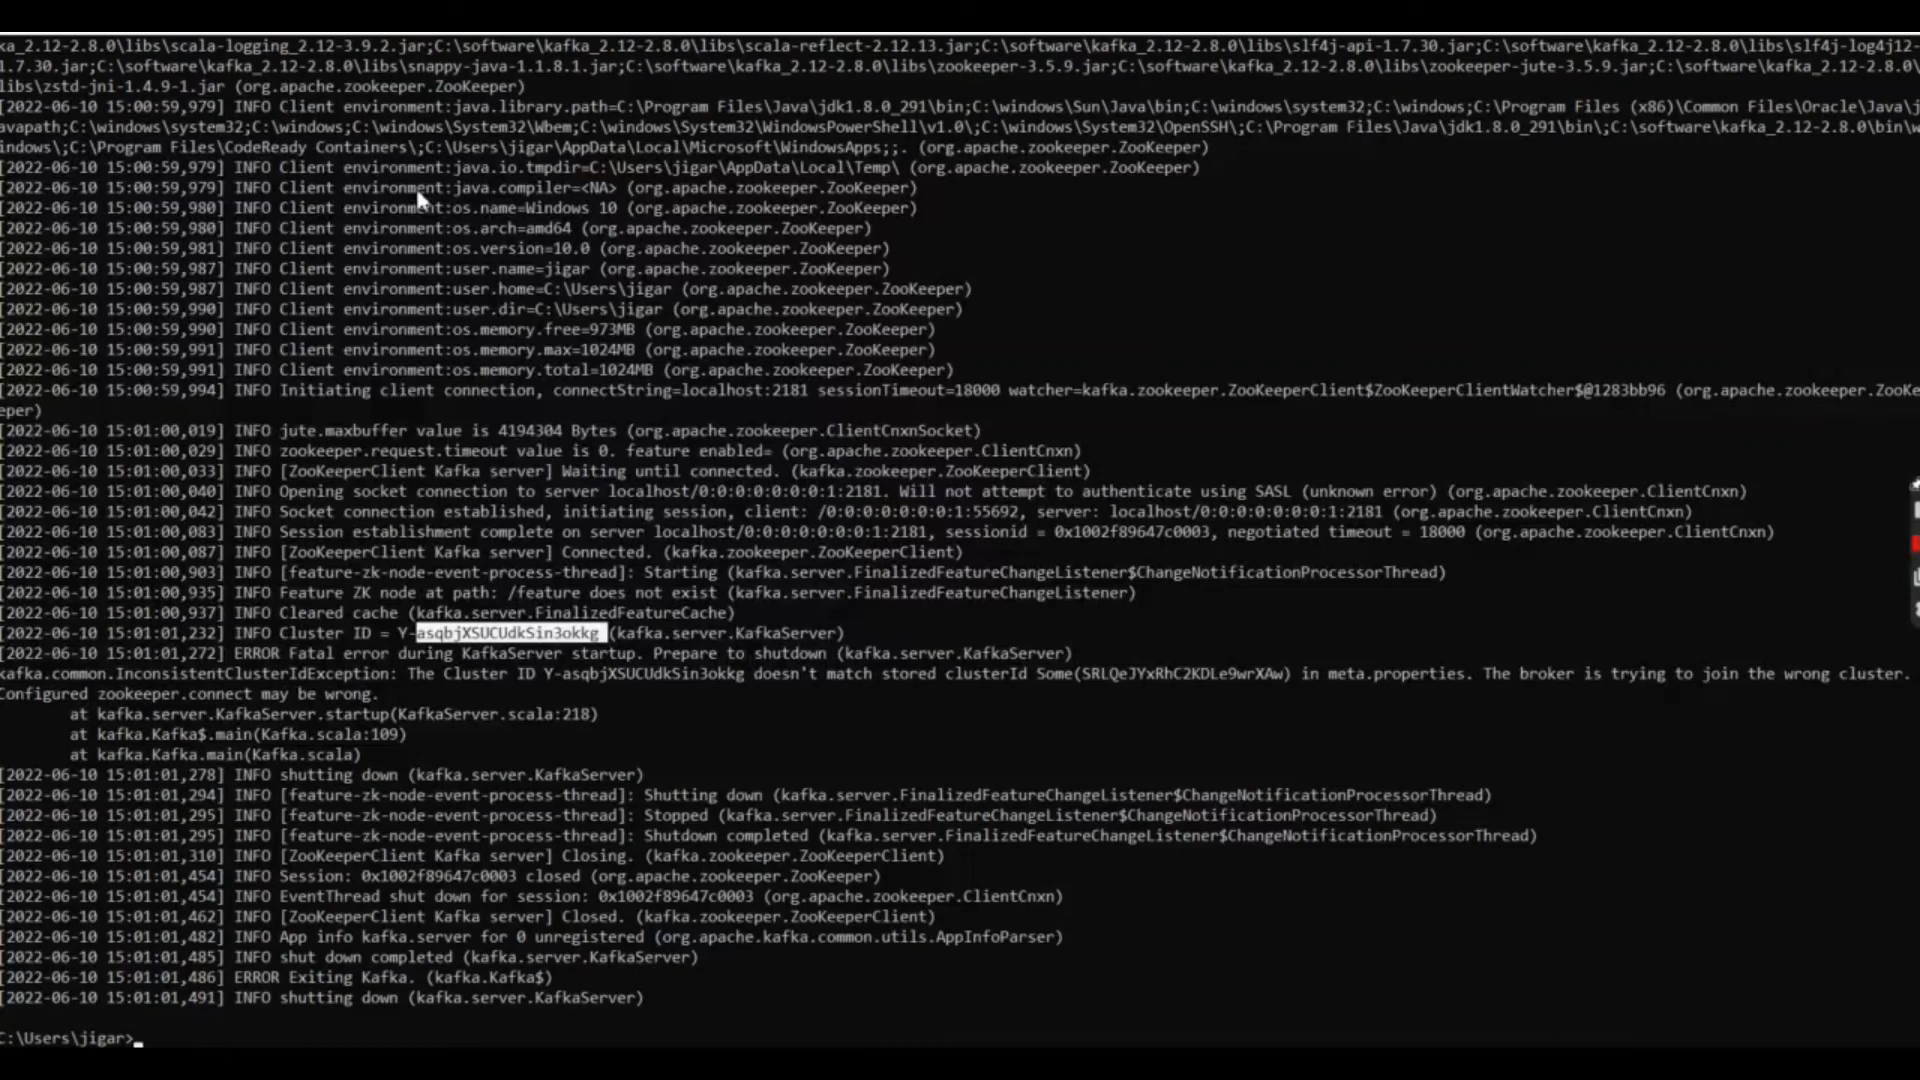 ka_2.12-2.8.0\libs\scala-logging_2.12-3.9.2.jar;C:\software\kafka_2.12-2.8.0\libs\scala-reflect-2.12.13.jar;C:\software\kafka_2.12-2.8.0\libs\slf4j-api-1.7.30.jar;C:\software\kafka_2.12-2.8.0\libs\slf4j-log4j12-
1.7.30.jar;C:\software\kafka_2.12-2.8.0\libs\snappy-java-1.1.8.1.jar;C:\software\kafka_2.12-2.8.0\libs\zookeeper-3.5.9.jar;C:\software\kafka_2.12-2.8.0\libs\zookeeper-jute-3.5.9.jar;C:\software\kafka_2.12-2.8.0\
libs\zstd-jni-1.4.9-1.jar (org.apache.zookeeper.ZooKeeper)
[2022-06-10 15:00:59,979] INFO Client environment:java.library.path=C:\Program Files\Java\jdk1.8.0_291\bin;C:\windows\Sun\Java\bin;C:\windows\system32;C:\windows;C:\Program Files (x86)\Common Files\Oracle\Java\j
avapath;C:\windows\system32;C:\windows;C:\windows\System32\Wbem;C:\windows\System32\WindowsPowerShell\v1.0\;C:\windows\System32\OpenSSH\;C:\Program Files\Java\jdk1.8.0_291\bin\;C:\software\kafka_2.12-2.8.0\bin\w
indows\;C:\Program Files\CodeReady Containers\;C:\Users\jigar\AppData\Local\Microsoft\WindowsApps;;. (org.apache.zookeeper.ZooKeeper)
[2022-06-10 15:00:59,979] INFO Client environment:java.io.tmpdir=C:\Users\jigar\AppData\Local\Temp\ (org.apache.zookeeper.ZooKeeper)
[2022-06-10 15:00:59,979] INFO Client environment:java.compiler=<NA> (org.apache.zookeeper.ZooKeeper)
[2022-06-10 15:00:59,980] INFO Client environment:os.name=Windows 10 (org.apache.zookeeper.ZooKeeper)
[2022-06-10 15:00:59,980] INFO Client environment:os.arch=amd64 (org.apache.zookeeper.ZooKeeper)
[2022-06-10 15:00:59,981] INFO Client environment:os.version=10.0 (org.apache.zookeeper.ZooKeeper)
[2022-06-10 15:00:59,987] INFO Client environment:user.name=jigar (org.apache.zookeeper.ZooKeeper)
[2022-06-10 15:00:59,987] INFO Client environment:user.home=C:\Users\jigar (org.apache.zookeeper.ZooKeeper)
[2022-06-10 15:00:59,990] INFO Client environment:user.dir=C:\Users\jigar (org.apache.zookeeper.ZooKeeper)
[2022-06-10 15:00:59,990] INFO Client environment:os.memory.free=973MB (org.apache.zookeeper.ZooKeeper)
[2022-06-10 15:00:59,991] INFO Client environment:os.memory.max=1024MB (org.apache.zookeeper.ZooKeeper)
[2022-06-10 15:00:59,991] INFO Client environment:os.memory.total=1024MB (org.apache.zookeeper.ZooKeeper)
[2022-06-10 15:00:59,994] INFO Initiating client connection, connectString=localhost:2181 sessionTimeout=18000 watcher=kafka.zookeeper.ZooKeeperClient$ZooKeeperClientWatcher$@1283bb96 (org.apache.zookeeper.ZooKe
eper)
[2022-06-10 15:01:00,019] INFO jute.maxbuffer value is 4194304 Bytes (org.apache.zookeeper.ClientCnxnSocket)
[2022-06-10 15:01:00,029] INFO zookeeper.request.timeout value is 0. feature enabled= (org.apache.zookeeper.ClientCnxn)
[2022-06-10 15:01:00,033] INFO [ZooKeeperClient Kafka server] Waiting until connected. (kafka.zookeeper.ZooKeeperClient)
[2022-06-10 15:01:00,040] INFO Opening socket connection to server localhost/0:0:0:0:0:0:0:1:2181. Will not attempt to authenticate using SASL (unknown error) (org.apache.zookeeper.ClientCnxn)
[2022-06-10 15:01:00,042] INFO Socket connection established, initiating session, client: /0:0:0:0:0:0:0:1:55692, server: localhost/0:0:0:0:0:0:0:1:2181 (org.apache.zookeeper.ClientCnxn)
[2022-06-10 15:01:00,083] INFO Session establishment complete on server localhost/0:0:0:0:0:0:0:1:2181, sessionid = 0x1002f89647c0003, negotiated timeout = 18000 (org.apache.zookeeper.ClientCnxn)
[2022-06-10 15:01:00,087] INFO [ZooKeeperClient Kafka server] Connected. (kafka.zookeeper.ZooKeeperClient)
[2022-06-10 15:01:00,903] INFO [feature-zk-node-event-process-thread]: Starting (kafka.server.FinalizedFeatureChangeListener$ChangeNotificationProcessorThread)
[2022-06-10 15:01:00,935] INFO Feature ZK node at path: /feature does not exist (kafka.server.FinalizedFeatureChangeListener)
[2022-06-10 15:01:00,937] INFO Cleared cache (kafka.server.FinalizedFeatureCache)
[2022-06-10 15:01:01,232] INFO Cluster ID = Y-asqbjXSUCUdkSin3okkg (kafka.server.KafkaServer)
[2022-06-10 15:01:01,272] ERROR Fatal error during KafkaServer startup. Prepare to shutdown (kafka.server.KafkaServer)
kafka.common.InconsistentClusterIdException: The Cluster ID Y-asqbjXSUCUdkSin3okkg doesn't match stored clusterId Some(SRLQeJYxRhC2KDLe9wrXAw) in meta.properties. The broker is trying to join the wrong cluster.
Configured zookeeper.connect may be wrong.
at kafka.server.KafkaServer.startup(KafkaServer.scala:218)
at kafka.Kafka$.main(Kafka.scala:109)
at kafka.Kafka.main(Kafka.scala)
[2022-06-10 15:01:01,278] INFO shutting down (kafka.server.KafkaServer)
[2022-06-10 15:01:01,294] INFO [feature-zk-node-event-process-thread]: Shutting down (kafka.server.FinalizedFeatureChangeListener$ChangeNotificationProcessorThread)
[2022-06-10 15:01:01,295] INFO [feature-zk-node-event-process-thread]: Stopped (kafka.server.FinalizedFeatureChangeListener$ChangeNotificationProcessorThread)
[2022-06-10 15:01:01,295] INFO [feature-zk-node-event-process-thread]: Shutdown completed (kafka.server.FinalizedFeatureChangeListener$ChangeNotificationProcessorThread)
[2022-06-10 15:01:01,310] INFO [ZooKeeperClient Kafka server] Closing. (kafka.zookeeper.ZooKeeperClient)
[2022-06-10 15:01:01,454] INFO Session: 0x1002f89647c0003 closed (org.apache.zookeeper.ZooKeeper)
[2022-06-10 15:01:01,454] INFO EventThread shut down for session: 0x1002f89647c0003 (org.apache.zookeeper.ClientCnxn)
[2022-06-10 15:01:01,462] INFO [ZooKeeperClient Kafka server] Closed. (kafka.zookeeper.ZooKeeperClient)
[2022-06-10 15:01:01,482] INFO App info kafka.server for 0 unregistered (org.apache.kafka.common.utils.AppInfoParser)
[2022-06-10 15:01:01,485] INFO shut down completed (kafka.server.KafkaServer)
[2022-06-10 15:01:01,486] ERROR Exiting Kafka. (kafka.Kafka$)
[2022-06-10 15:01:01,491] INFO shutting down (kafka.server.KafkaServer)
C:\Users\jigar>